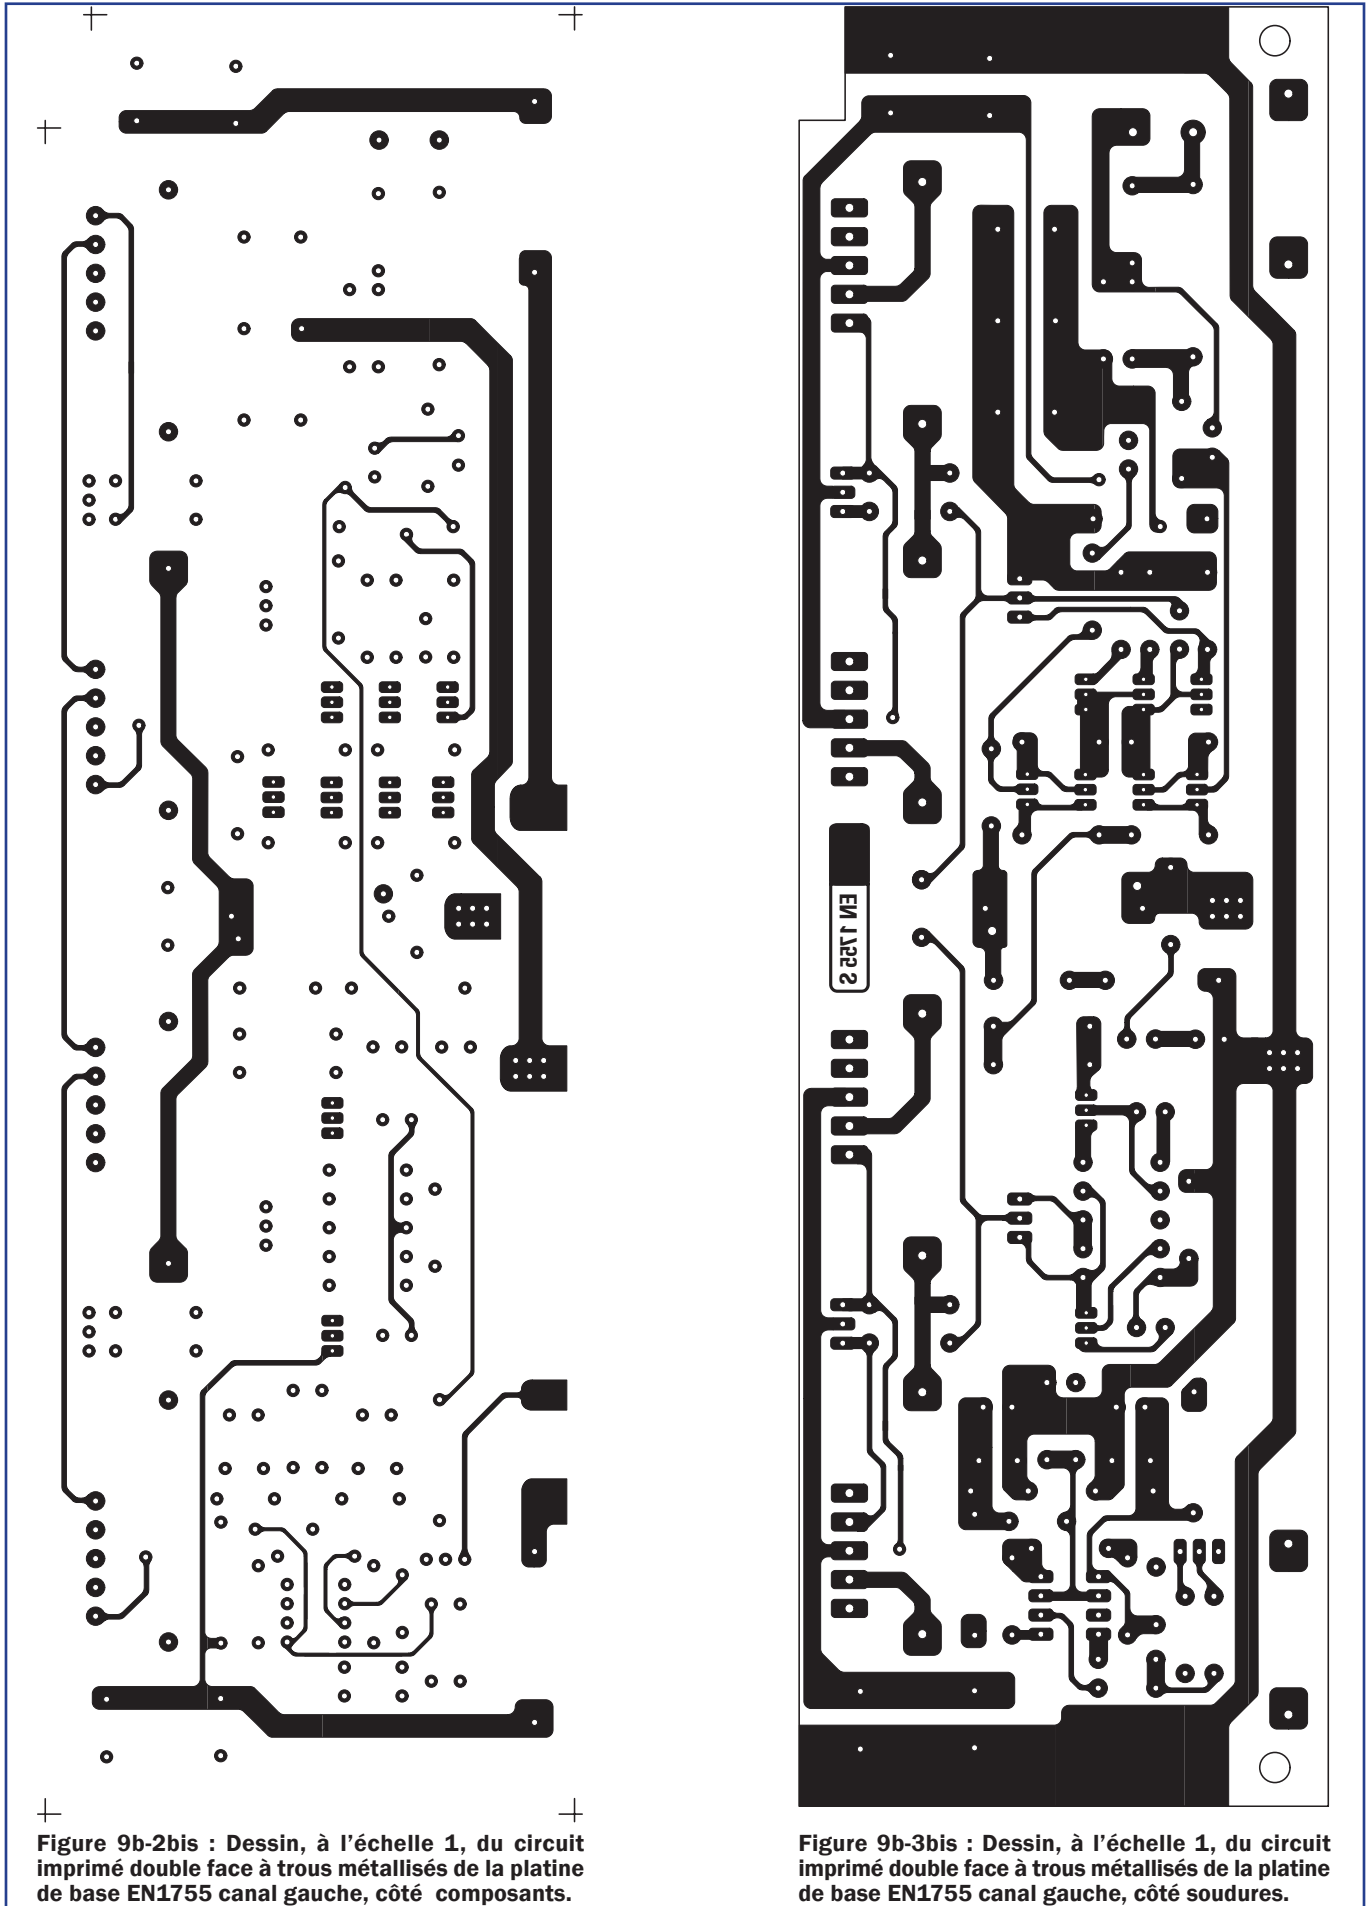 EN 1755 S
Figure 9b-2bis : Dessin, à l’échelle 1, du circuit
imprimé double face à trous métallisés de la platine
de base EN1755 canal gauche, côté composants.
Figure 9b-3bis : Dessin, à l’échelle 1, du circuit
imprimé double face à trous métallisés de la platine
de base EN1755 canal gauche, côté soudures.